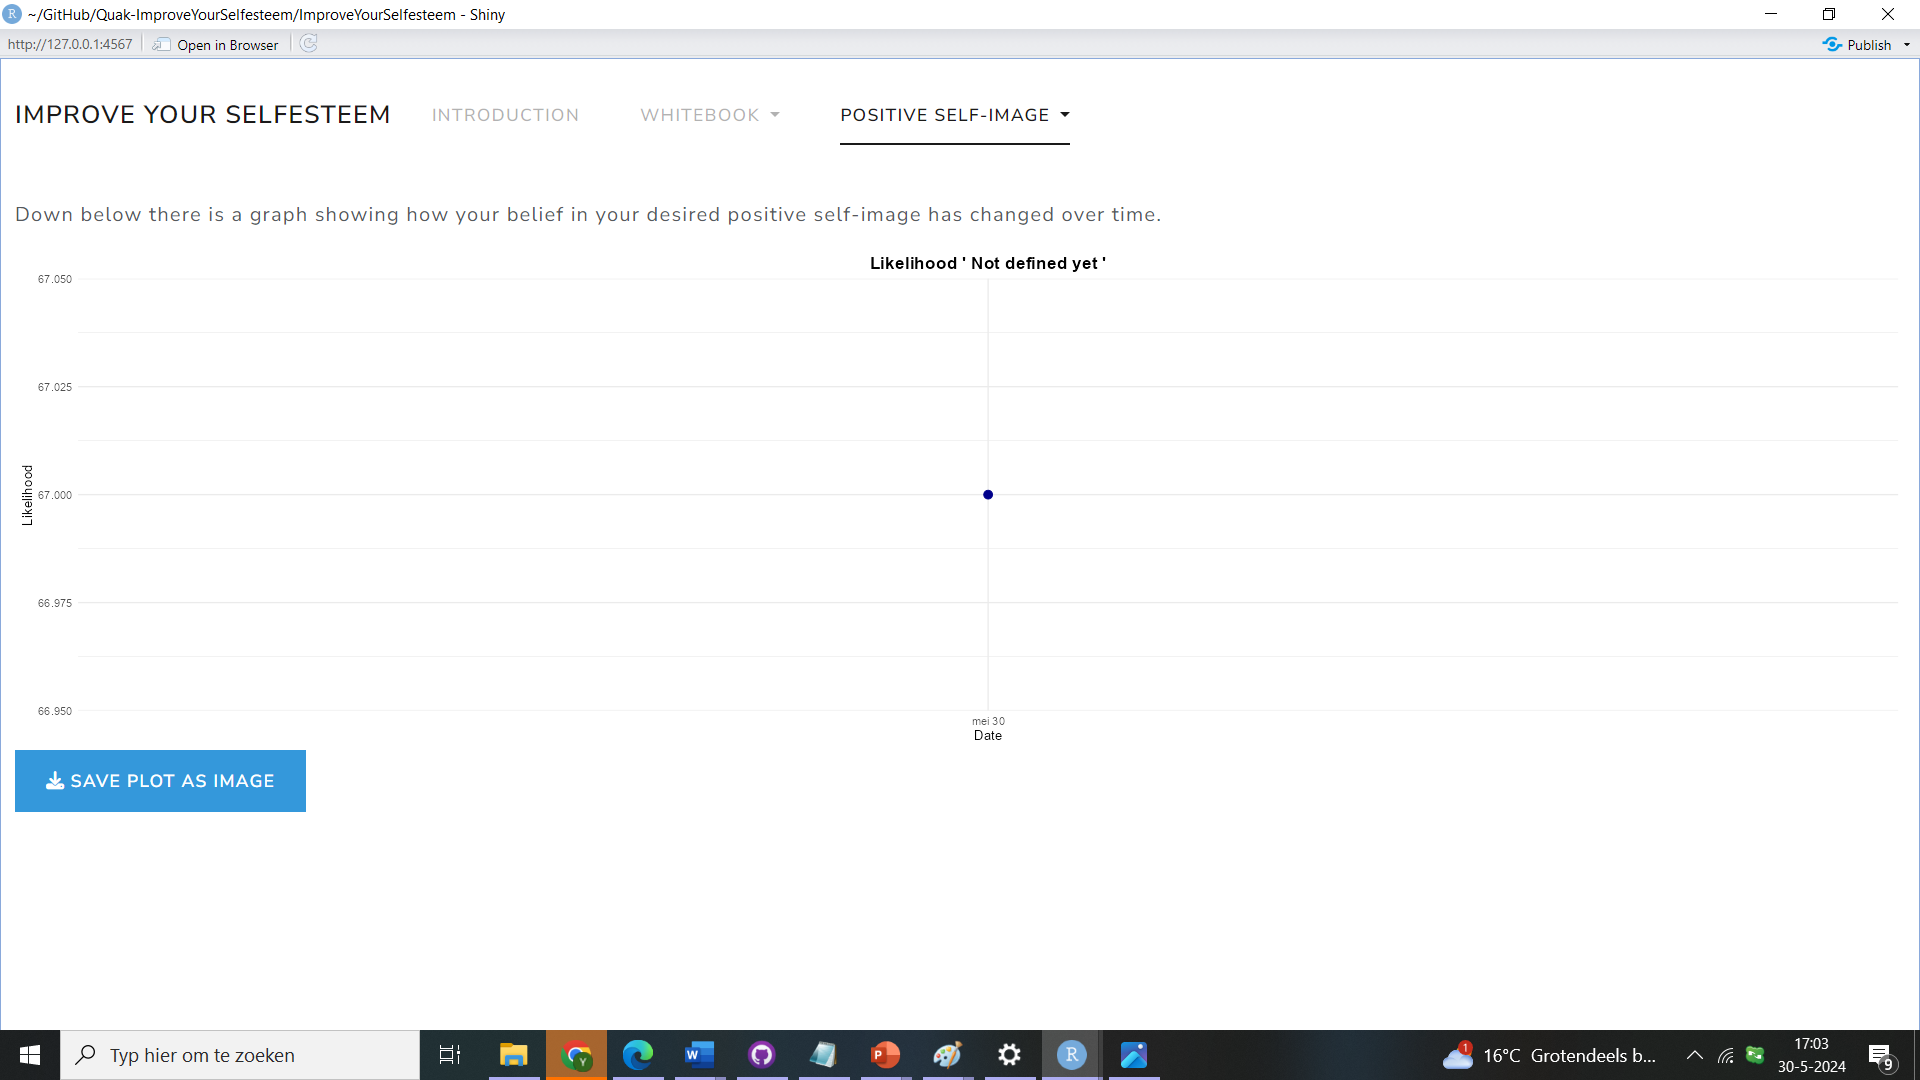 ~/GitHub/Quak-ImproveYourSelfesteem/ImproveYourSelfesteem - Shiny
http://127.0.0.1:4567 Open in Browser Publish
IMPROVE YOUR SELFESTEEM INTRODUCTION WHITEBOOK POSITIVE SELF-IMAGE
Down below there is a graph showing how your belief in your desired positive self-image has changed over time.
Likelihood ' Not defined yet '
67.050
67.025
67.000
66.975
66.950
Likelihood
mei 30
Date
SAVE PLOT AS IMAGE
Typ hier om te zoeken
1
16°C Grotendeels b...
17:03
30-5-2024
9